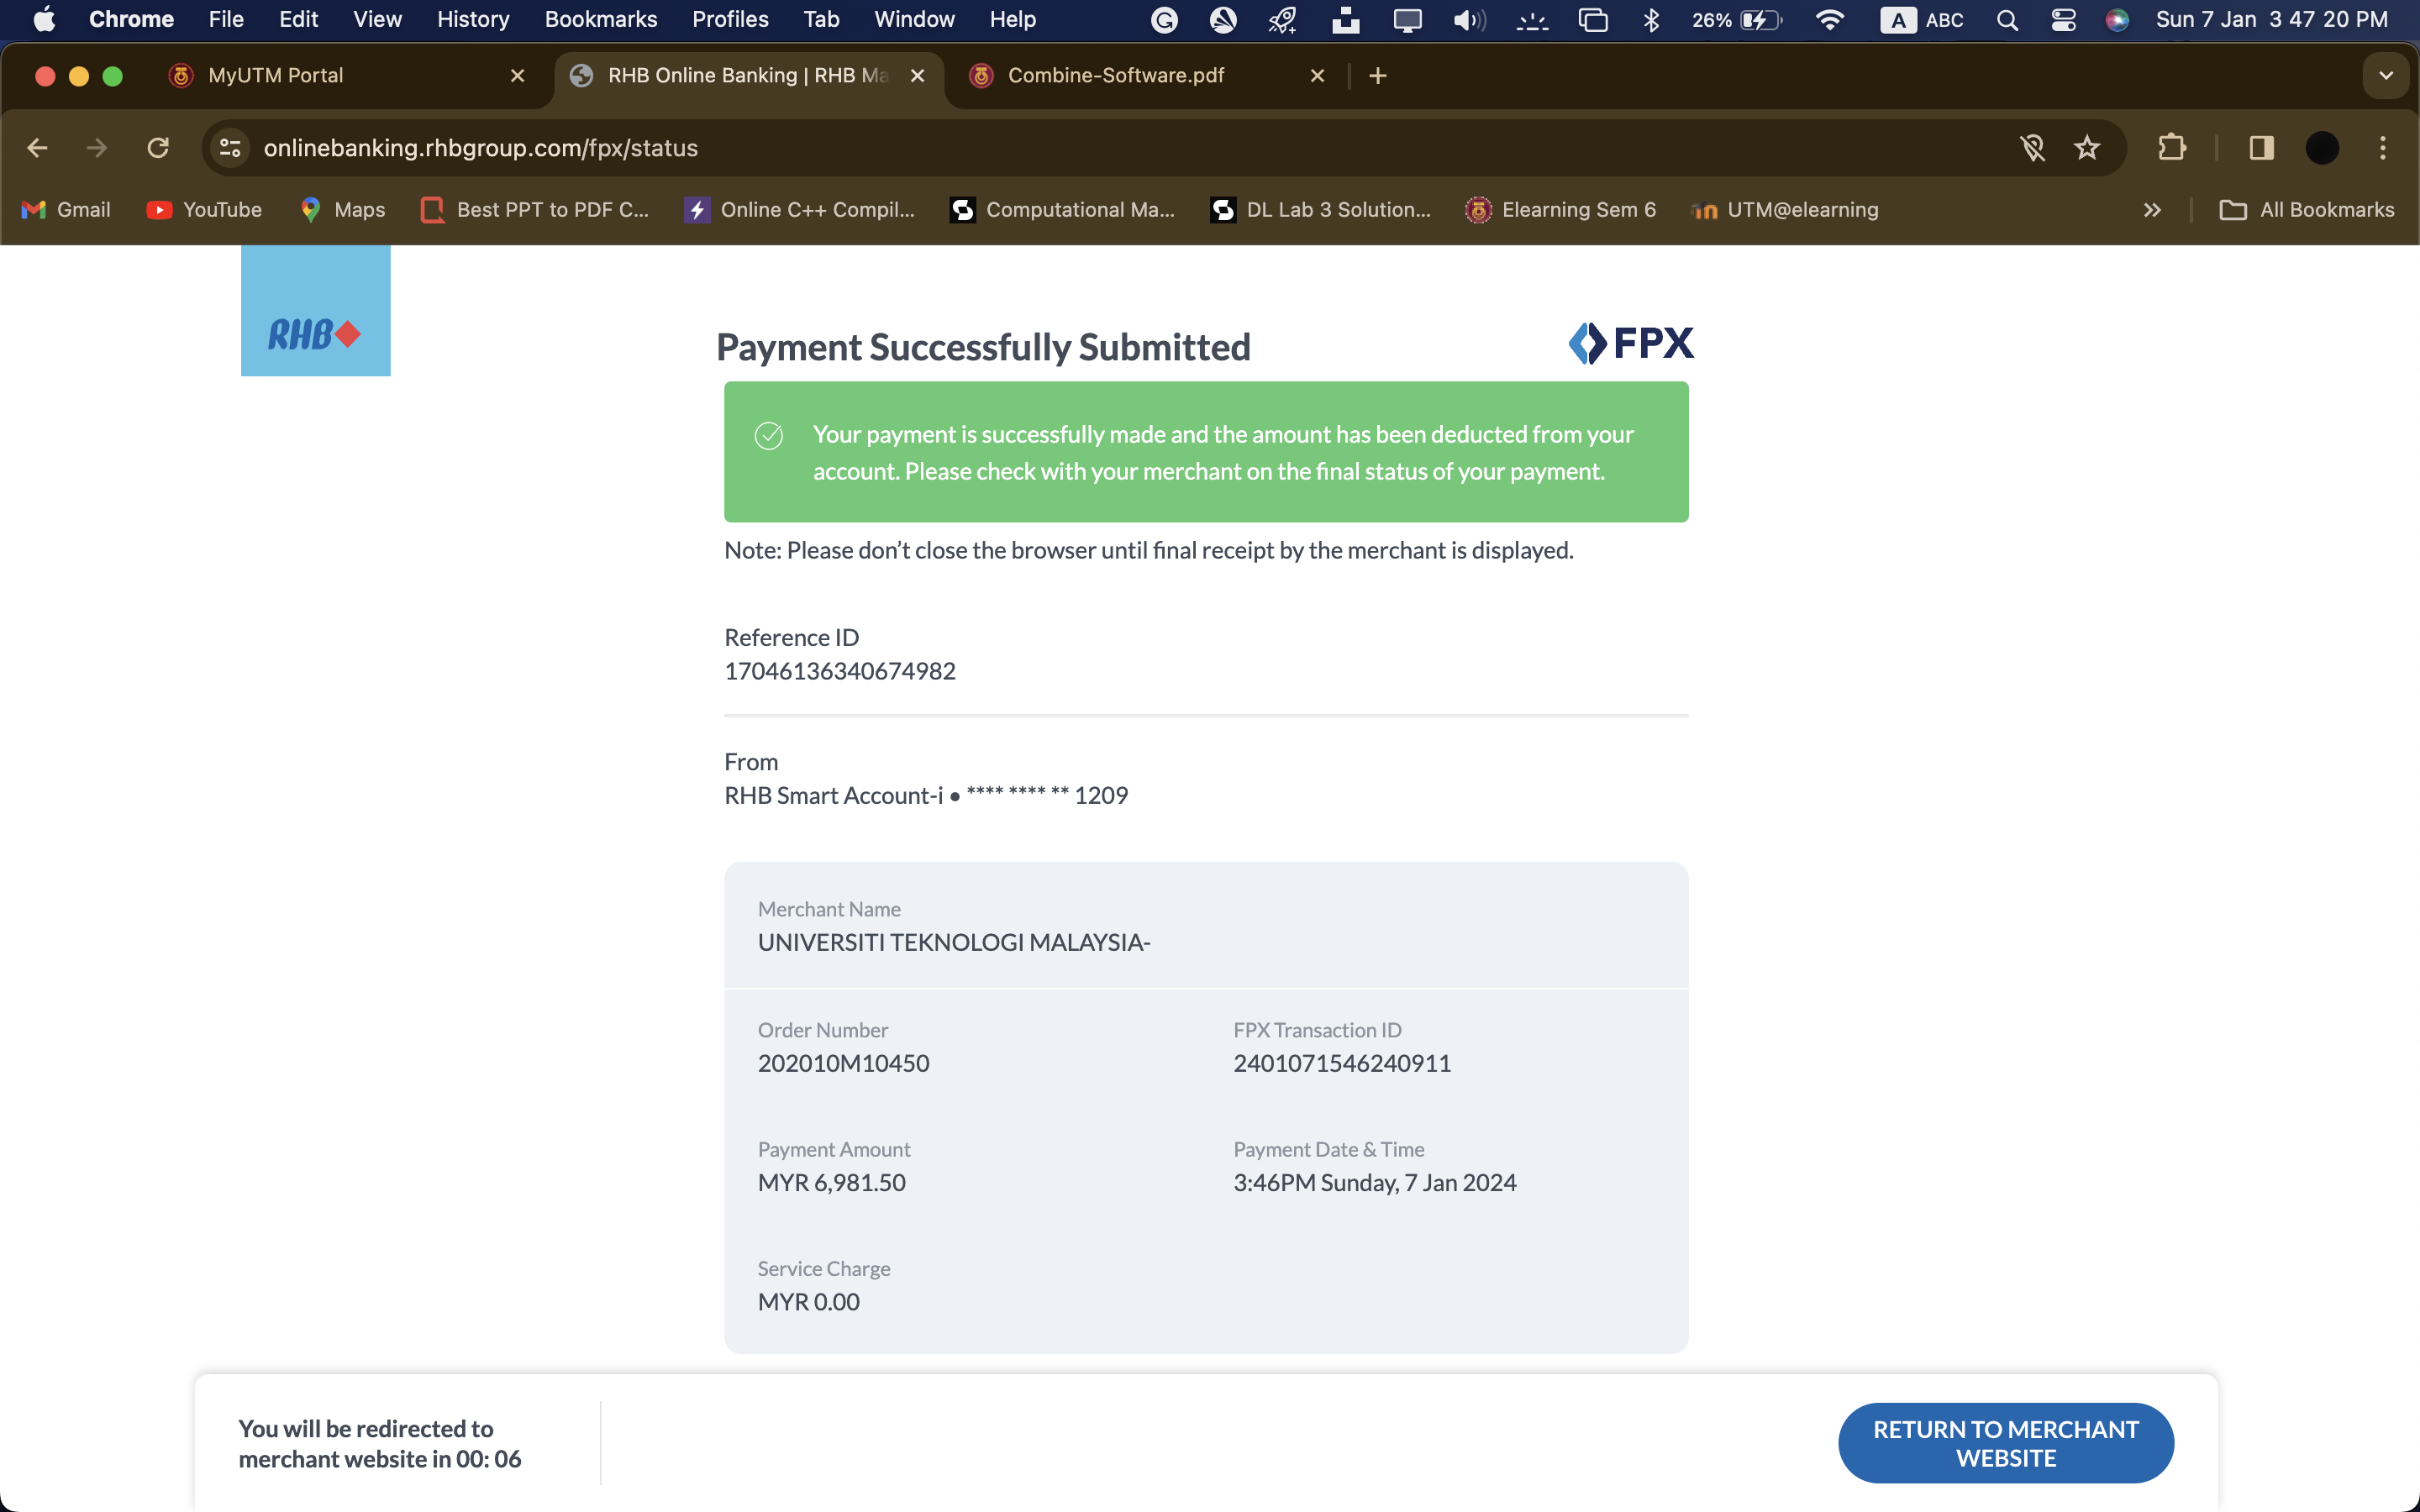 Chrome File Edit View History Bookmarks Profiles Tab Window Help 26% A ABC Sun 7 Jan 3 47 20 PM
MyUTM Portal RHB Online Banking | RHB Ma Combine-Software.pdf
onlinebanking.rhbgroup.com/fpx/status
Gmail YouTube Maps Best PPT to PDF C... Online C++ Compil... Computational Ma... DL Lab 3 Solution... Elearning Sem 6 UTM@elearning All Bookmarks
RHB
Payment Successfully Submitted
FPX
Your payment is successfully made and the amount has been deducted from your
account. Please check with your merchant on the final status of your payment.
Note: Please don’t close the browser until final receipt by the merchant is displayed.
Reference ID
17046136340674982
From
RHB Smart Account-i • **** **** ** 1209
Merchant Name
UNIVERSITI TEKNOLOGI MALAYSIA-
Order Number FPX Transaction ID
202010M10450 2401071546240911
Payment Amount Payment Date & Time
MYR 6,981.50 3:46PM Sunday, 7 Jan 2024
Service Charge
MYR 0.00
You will be redirected to
merchant website in 00: 06
RETURN TO MERCHANT
WEBSITE